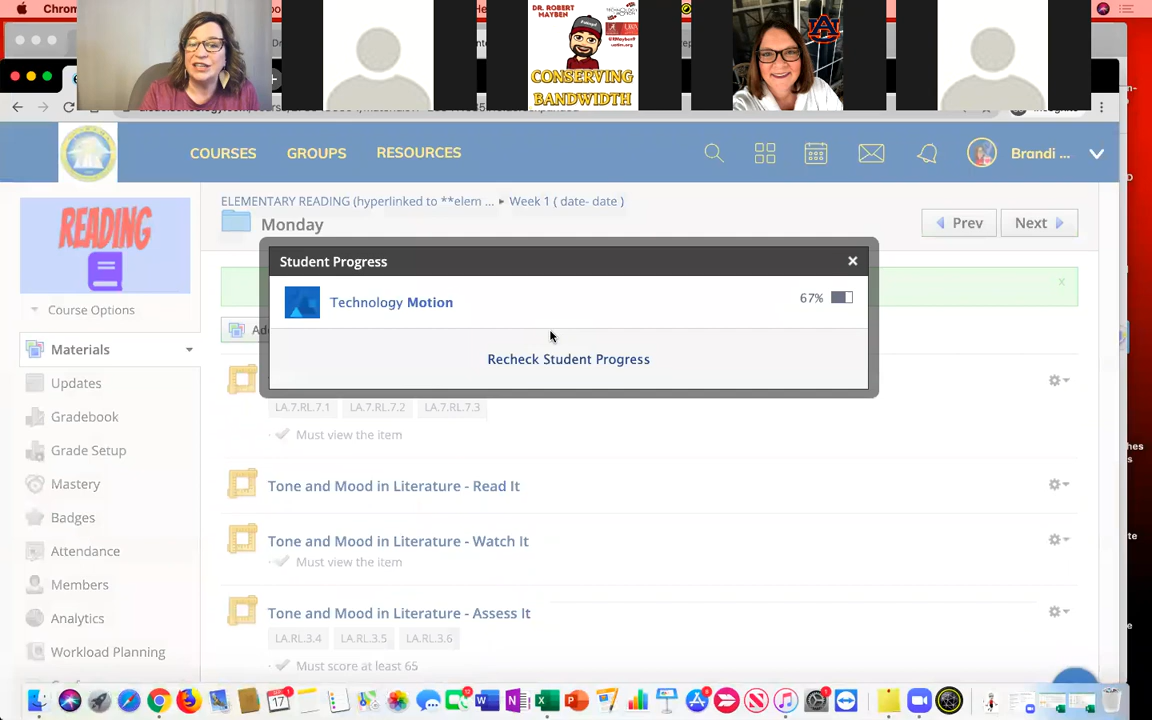 Chrom
DR. ROBERT
MAYBEN
TECHNOLOGY
MOTION
CONSERVING
BANDWIDTH
COURSES
GROUPS
RESOURCES
Brandi ...
READING
Course Options
Materials
Updates
Gradebook
Grade Setup
Mastery
Badges
Attendance
Members
Analytics
Workload Planning
ELEMENTARY READING (hyperlinked to **elem ... ▸ Week 1 ( date- date )
Monday
Prev
Next
Student Progress
Technology Motion
67%
Recheck Student Progress
LA.7.RL.7.1 LA.7.RL.7.2 LA.7.RL.7.3
Must view the item
Tone and Mood in Literature - Read It
Tone and Mood in Literature - Watch It
Must view the item
Tone and Mood in Literature - Assess It
LA.RL.3.4 LA.RL.3.5 LA.RL.3.6
Must score at least 65
17